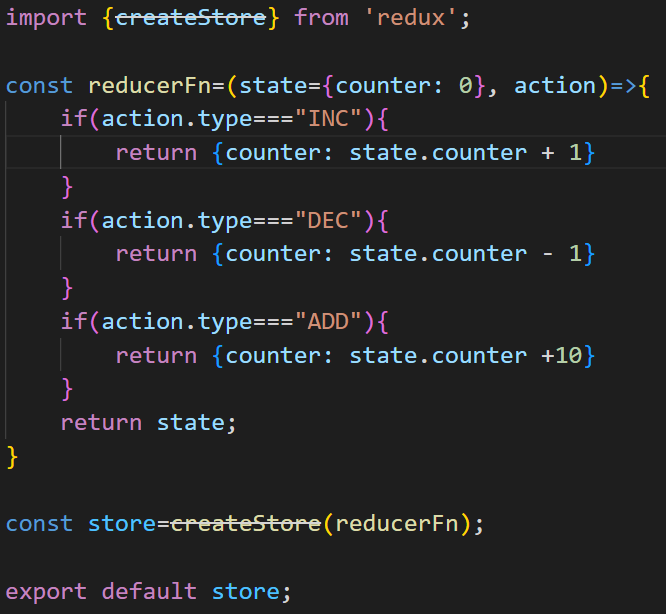 import {createStore} from 'redux';
const reducerFn=(state={counter: 0}, action)=>{
if(action.type==="INC"){
return {counter: state.counter + 1}
}
if(action.type==="DEC"){
return {counter: state.counter - 1}
}
if(action.type==="ADD"){
return {counter: state.counter +10}
}
return state;
}
const store=createStore(reducerFn);
export default store;